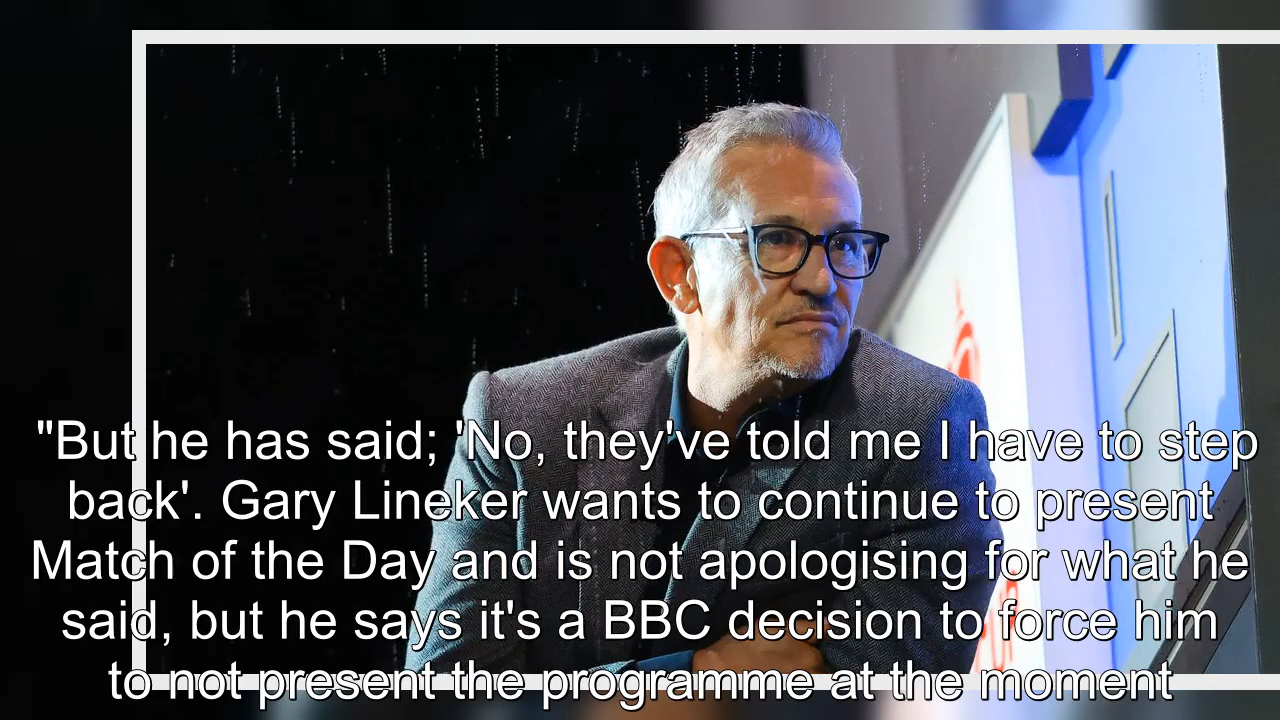 "But he has said; 'No, they've told me I have to step
back'. Gary Lineker wants to continue to present
Match of the Day and is not apologising for what he
said, but he says it's a BBC decision to force him
to not present the programme at the moment